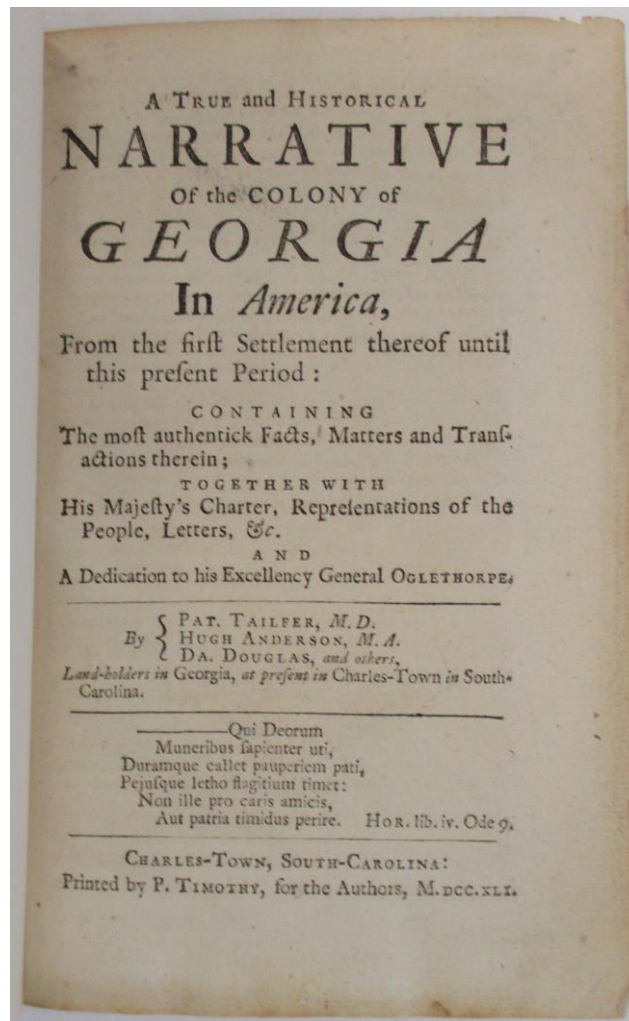 A TRUE and HISTORICAL
NARRATIVE
Of the COLONY of
GEORGIA
In America,
From the firſt Settlement thereof until
this preſent Period :
CONTAINING
The moſt authentick Facts, Matters and Tranſ-
actions therein ;
TOGETHER WITH
His Majeſty's Charter, Repreſentations of the
People, Letters, &c.
AND
A Dedication to his Excellency General OGLETHORPE.
By { PAT. TAILFER, M. D.
HUGH ANDERSON, M. A.
DA. DOUGLAS, and others,
Land-holders in Georgia, at preſent in Charles-Town in South-
Carolina.
———Qui Deorum
Muneribus ſapienter uti,
Duramque callet pauperiem pati,
Pejuſque letho flagitium timet:
Non ille pro caris amicis,
Aut patria timidus perire. HOR. lib. iv. Ode 9.
CHARLES-TOWN, SOUTH-CAROLINA:
Printed by P. TIMOTHY, for the Authors, M.DCC.XLI.